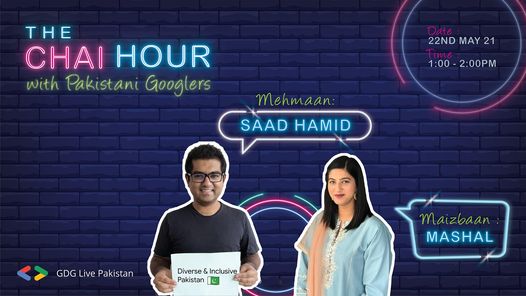 THE
CHAI HOUR
with Pakistani Googlers
Date
22ND MAY 21
Time
1:00 - 2:00PM
Mehmaan:
SAAD HAMID
Maizbaan :
MASHAL
Diverse & Inclusive
Pakistan
GDG Live Pakistan